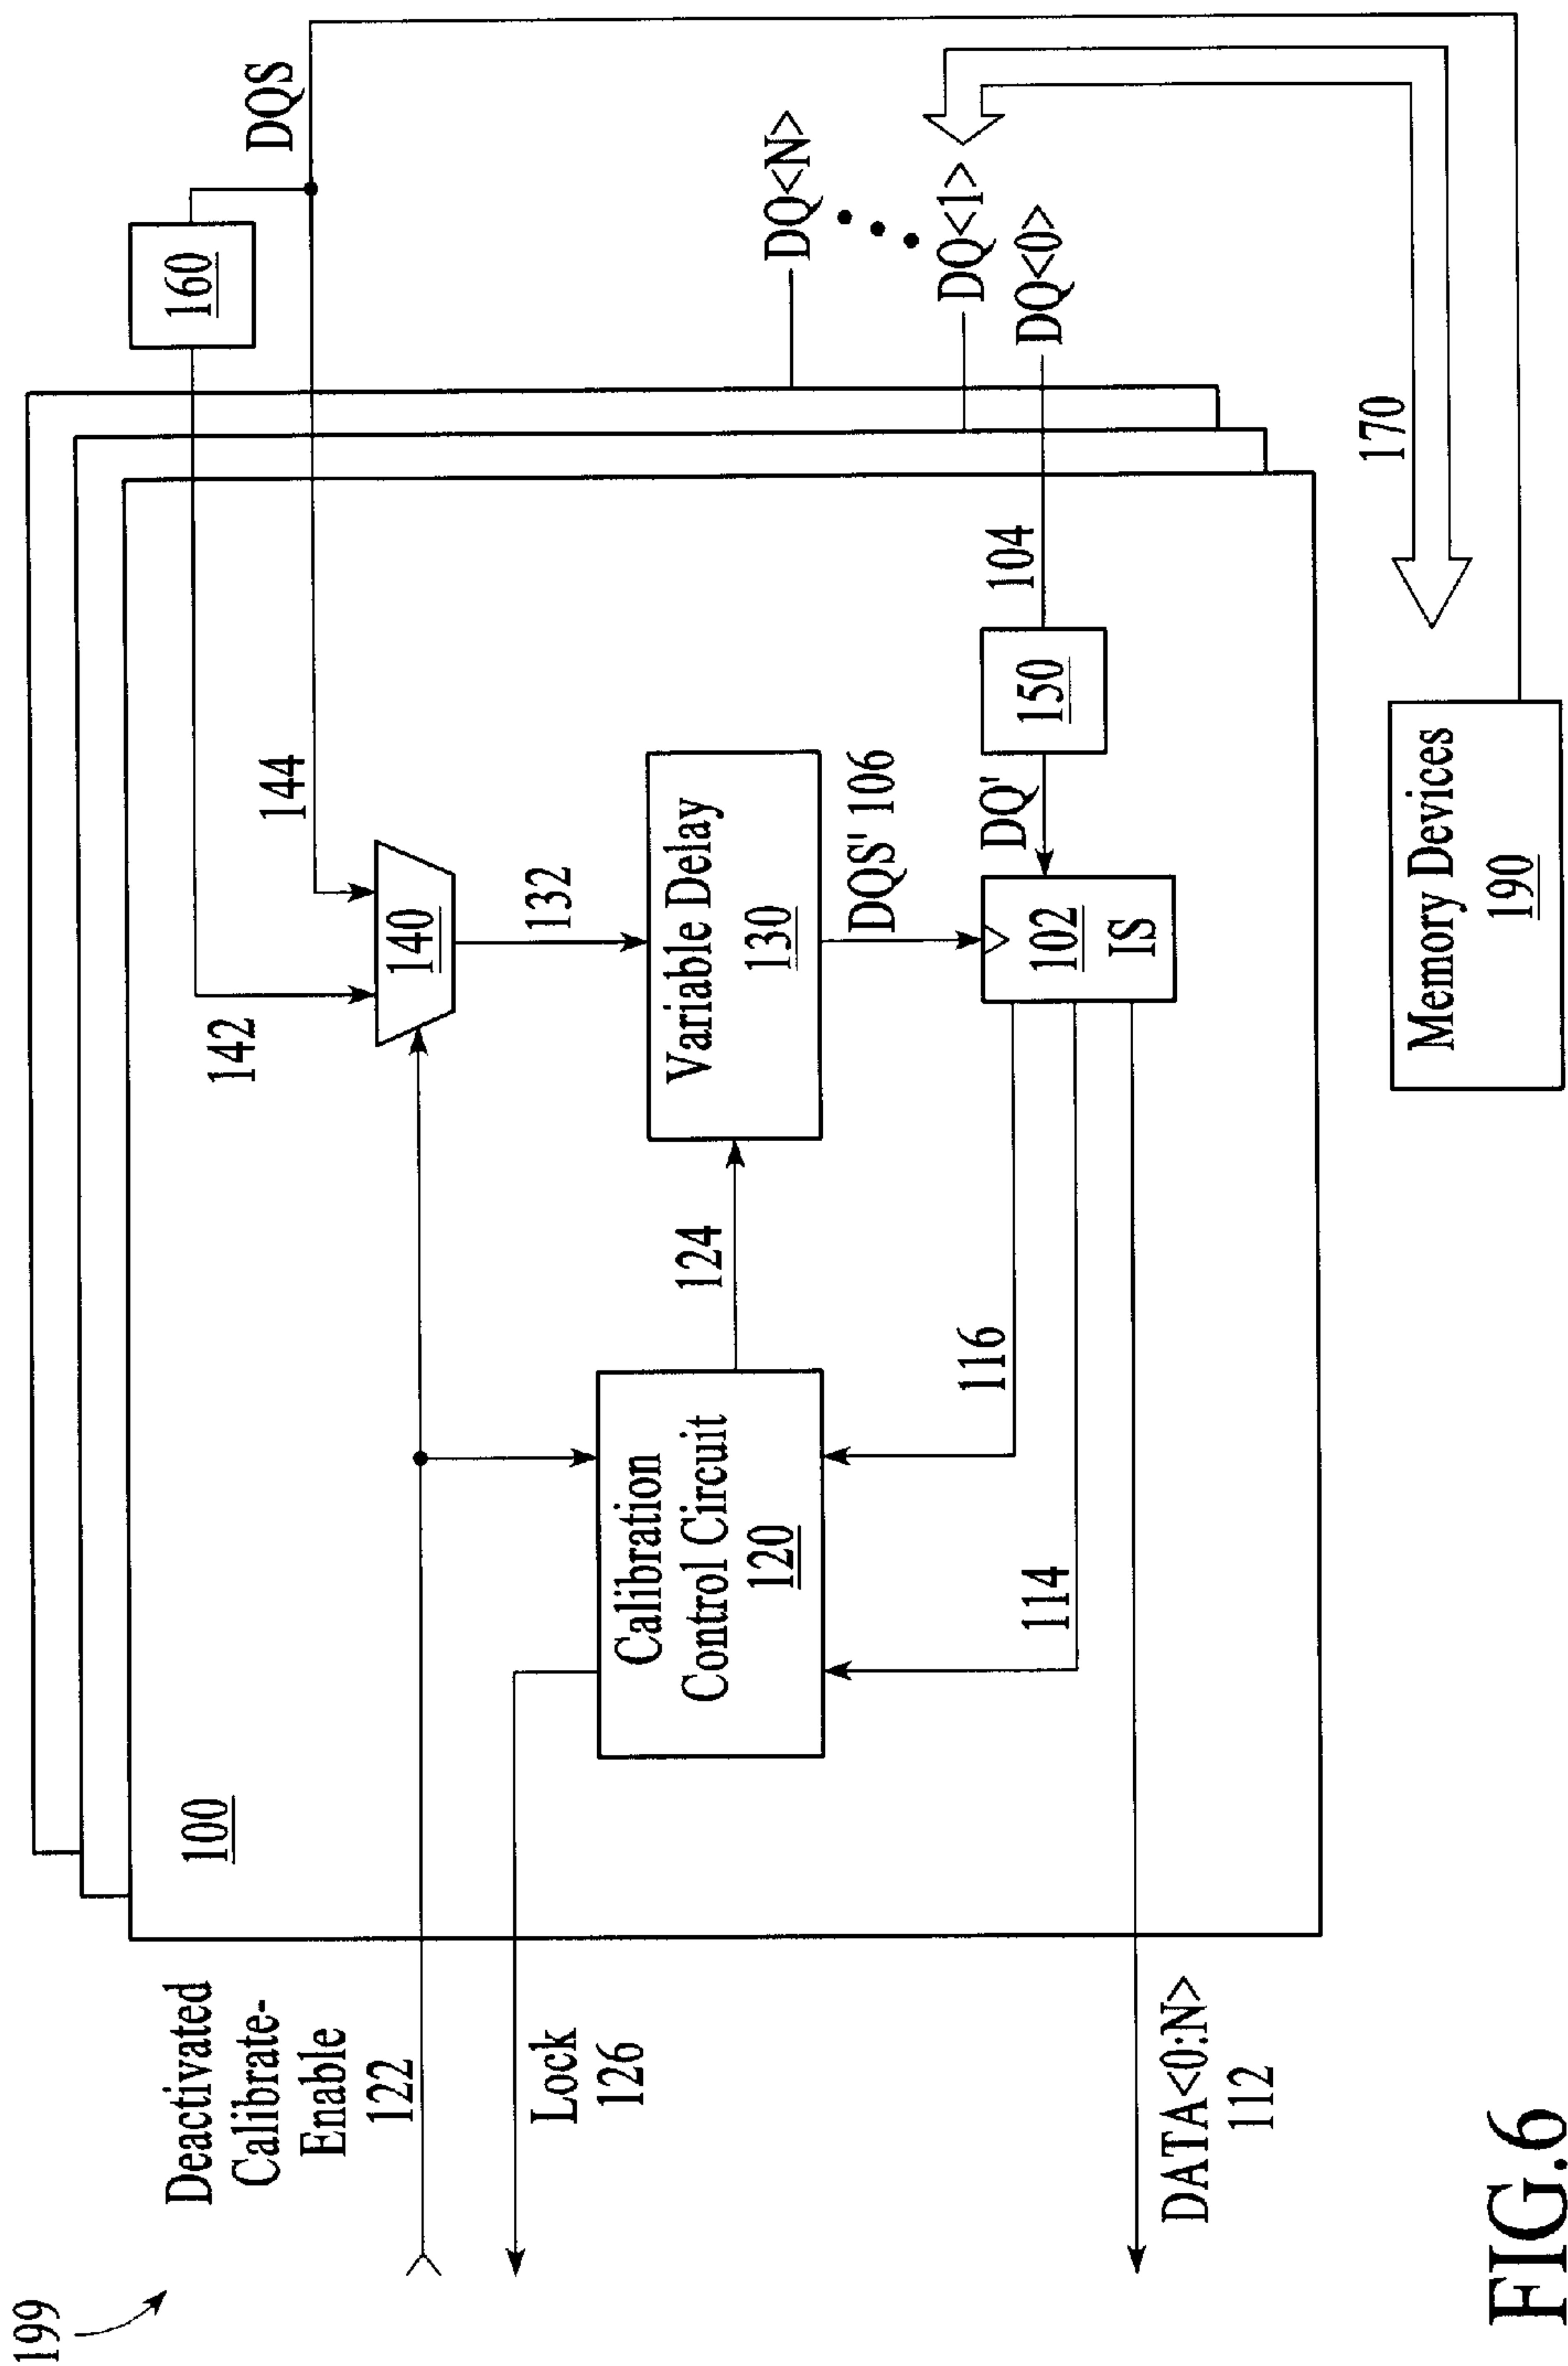 199
Deactivated
Calibrate-
Enable
122
Lock
126
DATA<0:N>
112
100
Calibration
Control Circuit
120
114
116
124
142
144
140
132
Variable Delay
130
DQS' 106
102
IS
DQ'
150
104
160
DQS
DQ<N>
DQ<1>
DQ<0>
170
Memory Devices
190
FIG.6